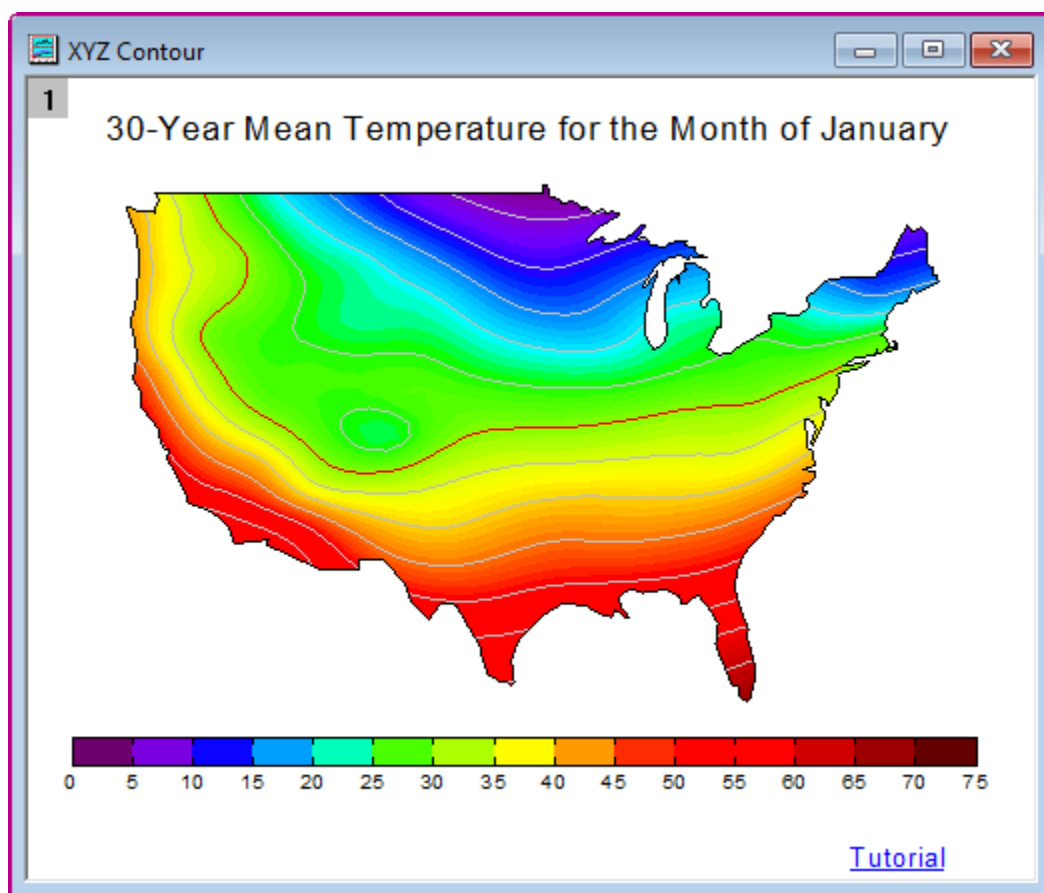 XYZ Contour
1
30-Year Mean Temperature for the Month of January
0 5 10 15 20 25 30 35 40 45 50 55 60 65 70 75
Tutorial